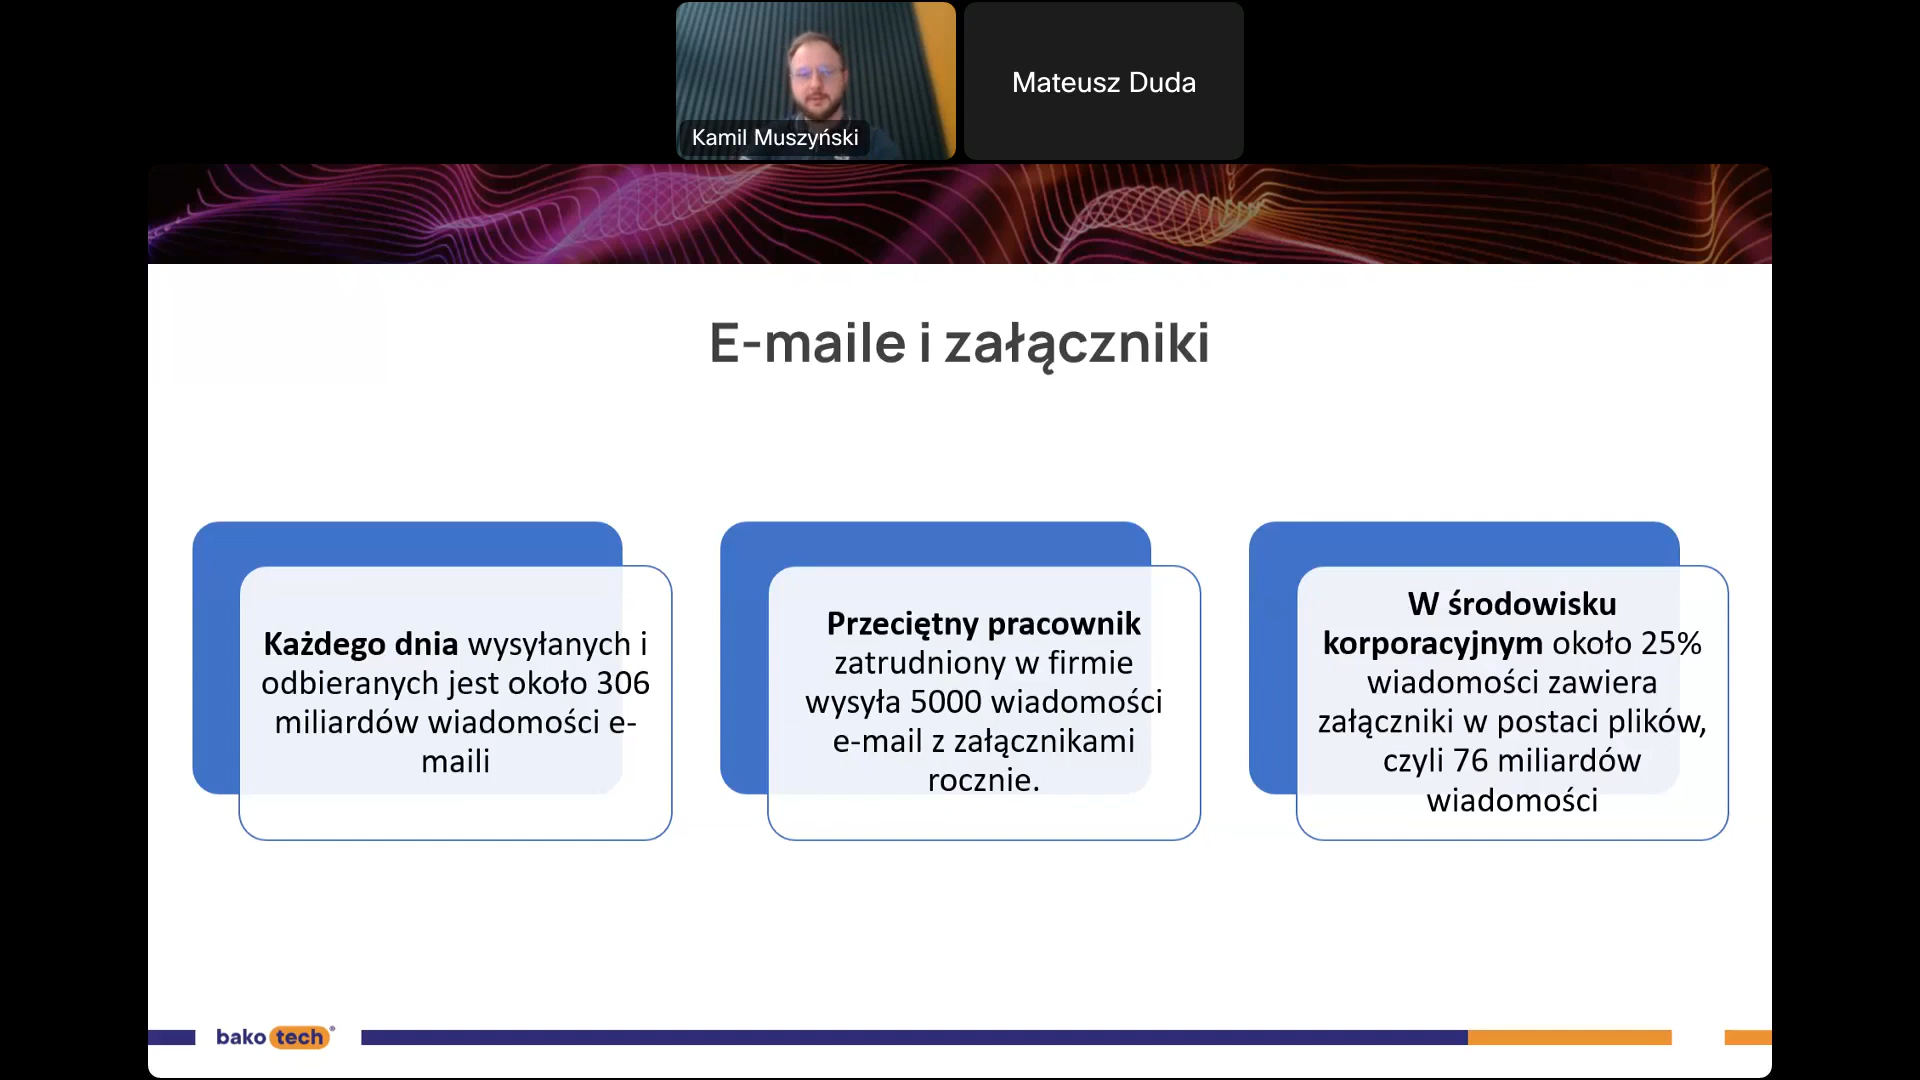 Kamil Muszyński
Mateusz Duda
E-maile i załączniki
Każdego dnia wysyłanych i
odbieranych jest około 306
miliardów wiadomości e-
maili
Przeciętny pracownik
zatrudniony w firmie
wysyła 5000 wiadomości
e-mail z załącznikami
rocznie.
W środowisku
korporacyjnym około 25%
wiadomości zawiera
załączniki w postaci plików,
czyli 76 miliardów
wiadomości
bako tech®